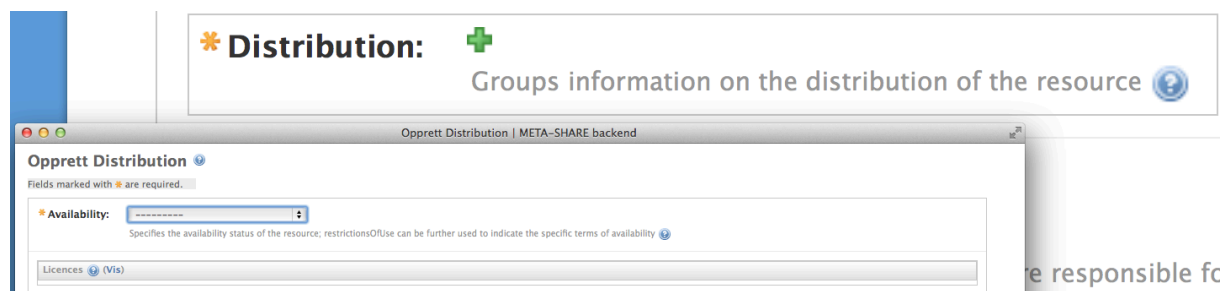 * Distribution:
Groups information on the distribution of the resource
Opprett Distribution | META-SHARE backend
Opprett Distribution
Fields marked with * are required.
* Availability: ---------
Specifies the availability status of the resource; restrictionsOfUse can be further used to indicate the specific terms of availability
Licences (Vis)
re responsible fo